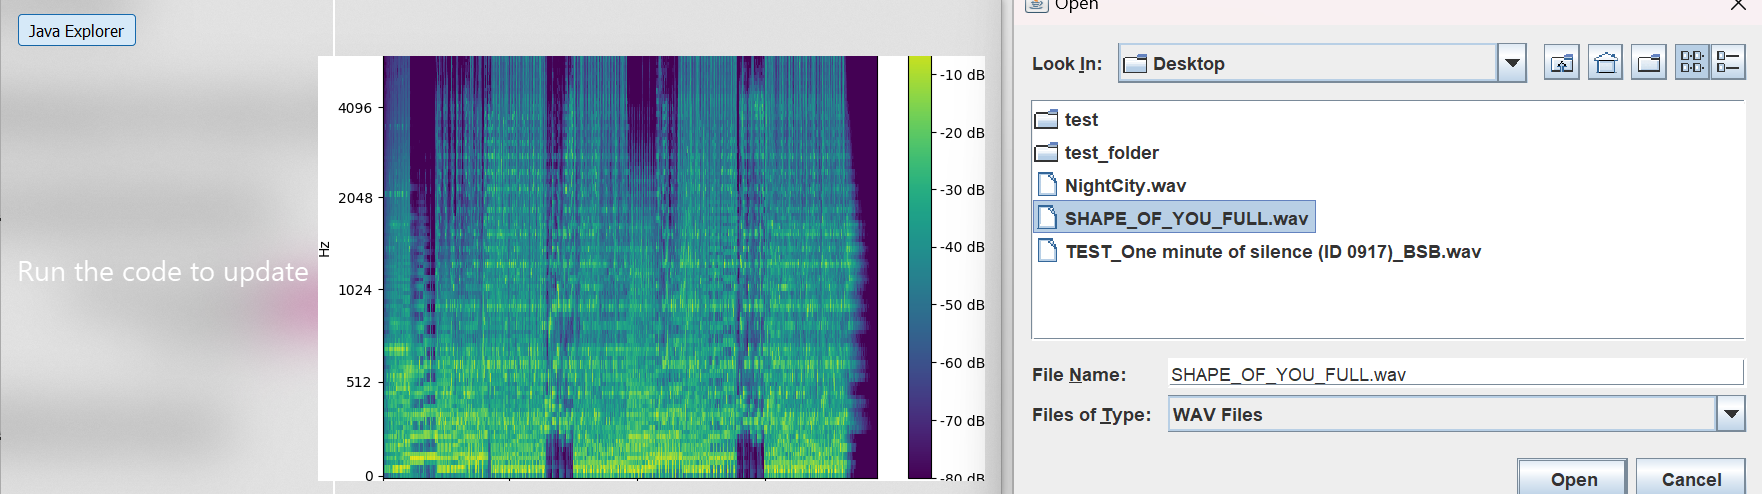 Java Explorer
Run the code to update
Hz
4096
2048
1024
512
0
-10 dB
-20 dB
-30 dB
-40 dB
-50 dB
-60 dB
-70 dB
-80 dB
Open
Look In:
Desktop
test
test_folder
NightCity.wav
SHAPE_OF_YOU_FULL.wav
TEST_One minute of silence (ID 0917)_BSB.wav
File Name:
SHAPE_OF_YOU_FULL.wav
Files of Type:
WAV Files
Open
Cancel